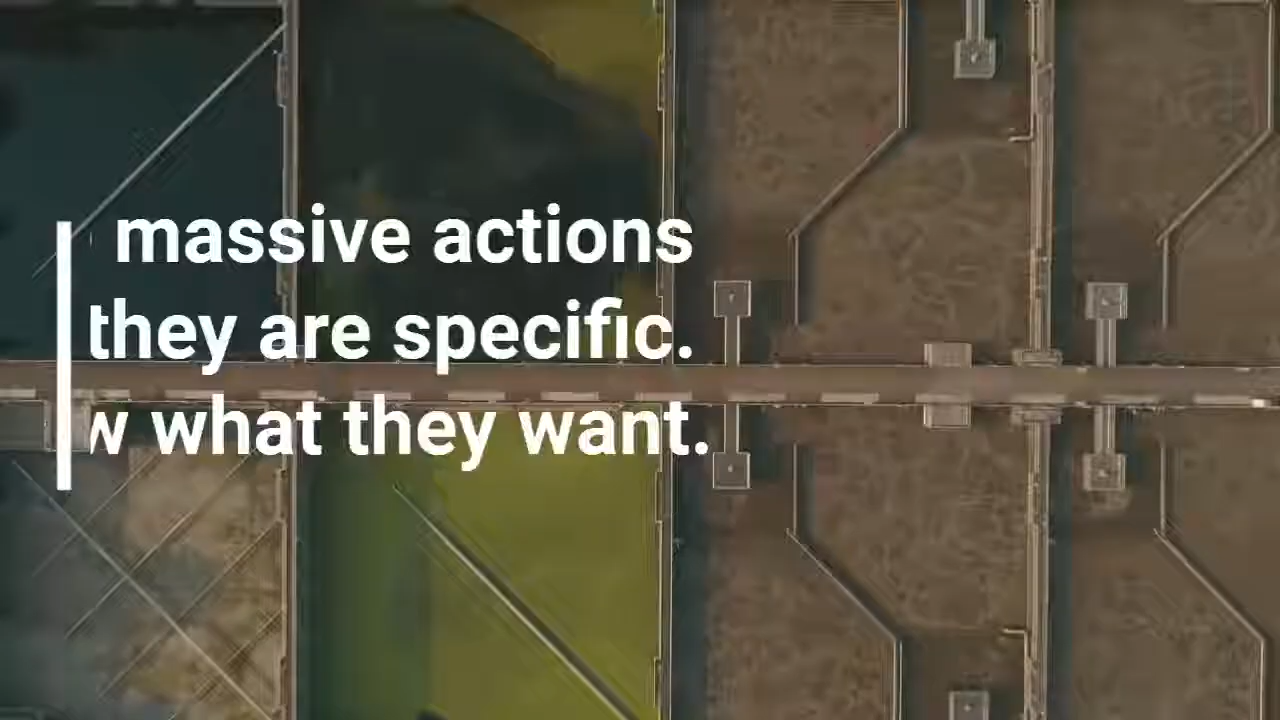 massive actions
they are specific.
w what they want.